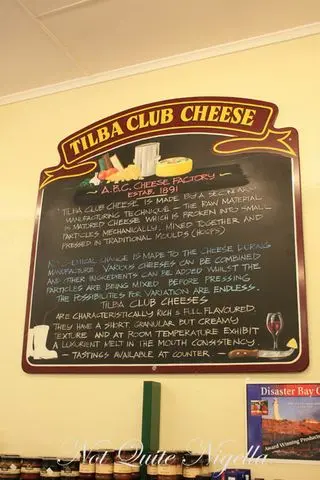 TILBA CLUB CHEESE
A.B.C. CHEESE FACTORY
ESTAB. 1891
"TILBA CLUB CHEESE IS MADE BY A SECONDARY
MANUFACTURING TECHNIQUE - THE RAW MATERIAL
IS MATURED CHEESE WHICH IS BROKEN INTO SMALL
PARTICLES MECHANICALLY, MIXED TOGETHER AND
PRESSED IN TRADITIONAL MOULDS (HOOPS)
NO CHEMICAL CHANGE IS MADE TO THE CHEESE DURING
MANUFACTURE. VARIOUS CHEESES CAN BE COMBINED
AND OTHER INGREDIENTS CAN BE ADDED WHILST THE
PARTICLES ARE BEING MIXED BEFORE PRESSING
THE POSSIBILITIES FOR VARIATION ARE ENDLESS.
TILBA CLUB CHEESES
ARE CHARACTERISTICALLY RICH & FULL FLAVOURED.
THEY HAVE A SHORT, GRANULAR BUT CREAMY
TEXTURE AND AT ROOM TEMPERATURE EXHIBIT
A LUXURIENT MELT IN THE MOUTH CONSISTENCY.
- TASTINGS AVAILABLE AT COUNTER -
Disaster Bay
Award Winning
Not Quite Nigella